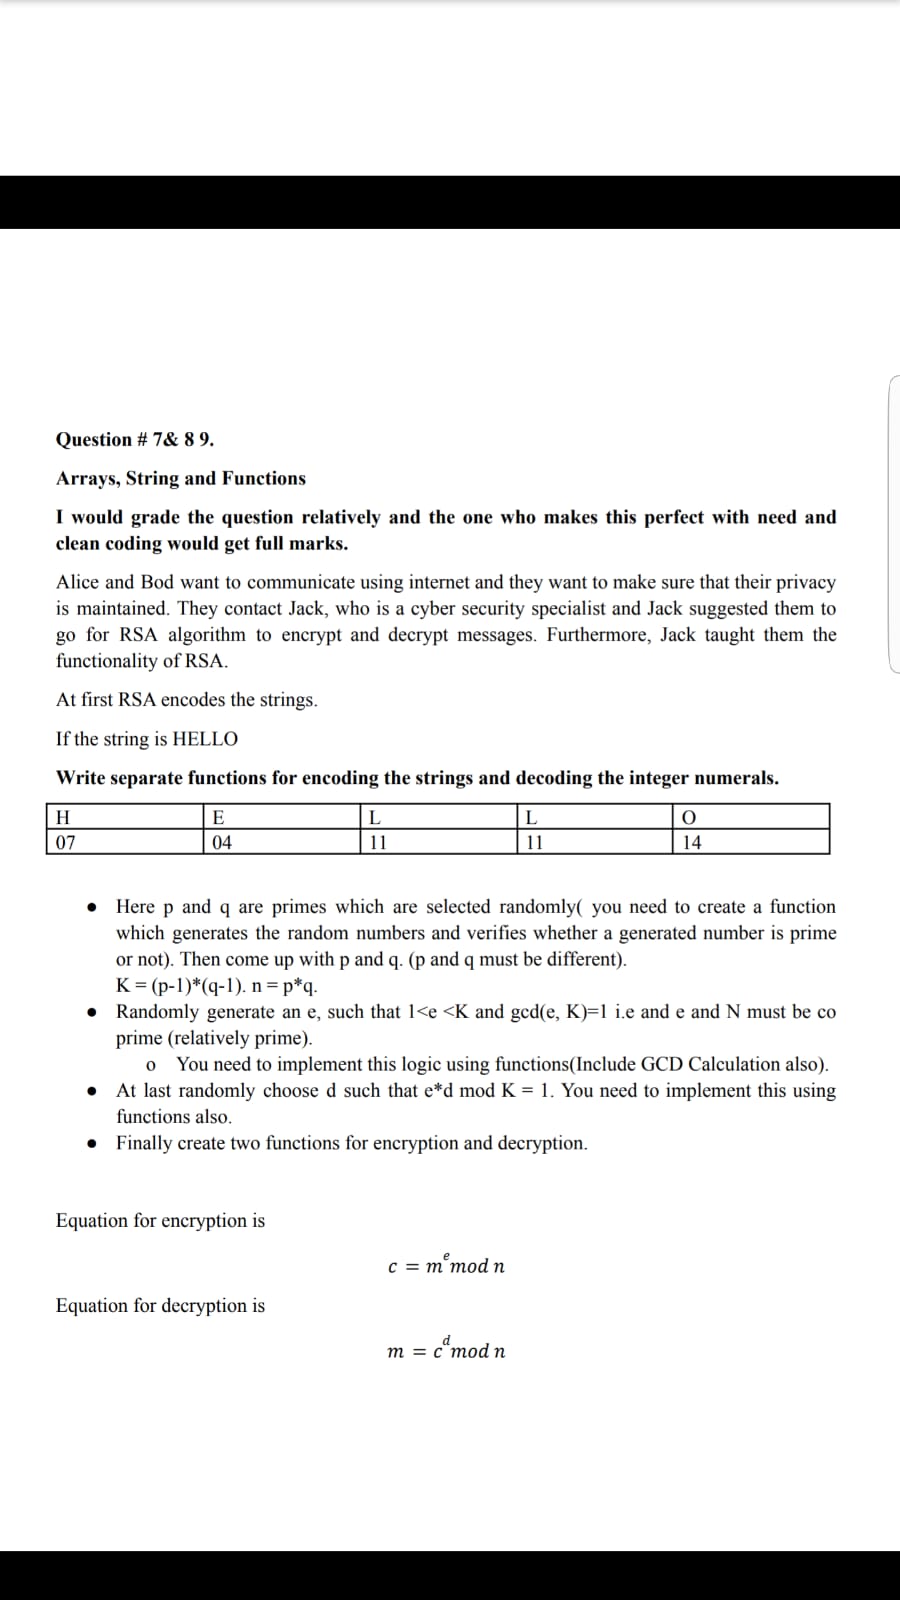 Question # 7& 8 9.
Arrays, String and Functions
I would grade the question relatively and the one who makes this perfect with need and
clean coding would get full marks.
Alice and Bod want to communicate using internet and they want to make sure that their privacy
is maintained. They contact Jack, who is a cyber security specialist and Jack suggested them to
go for RSA algorithm to encrypt and decrypt messages. Furthermore, Jack taught them the
functionality of RSA.
At first RSA encodes the strings.
If the string is HELLO
Write separate functions for encoding the strings and decoding the integer numerals.
H E L L O
07 04 11 11 14
● Here p and q are primes which are selected randomly( you need to create a function
which generates the random numbers and verifies whether a generated number is prime
or not). Then come up with p and q. (p and q must be different).
K = (p-1)*(q-1). n = p*q.
● Randomly generate an e, such that 1<e <K and gcd(e, K)=1 i.e and e and N must be co
prime (relatively prime).
o You need to implement this logic using functions(Include GCD Calculation also).
● At last randomly choose d such that e*d mod K = 1. You need to implement this using
functions also.
● Finally create two functions for encryption and decryption.
Equation for encryption is
c = m^e mod n
Equation for decryption is
m = c^d mod n